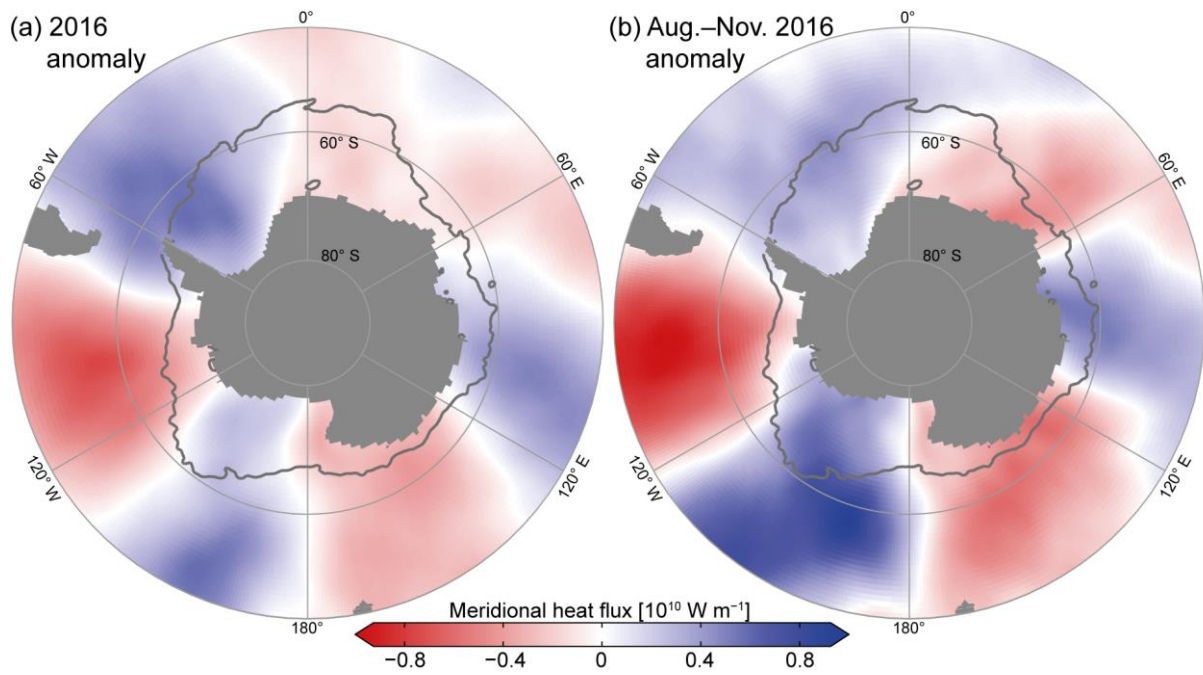 (a) 2016
anomaly
0°
60° S
80° S
60° W
60° E
120° W
120° E
180°
(b) Aug.–Nov. 2016
anomaly
0°
60° S
80° S
60° W
60° E
120° W
120° E
180°
Meridional heat flux [10¹⁰ W m⁻¹]
−0.8 −0.4 0 0.4 0.8